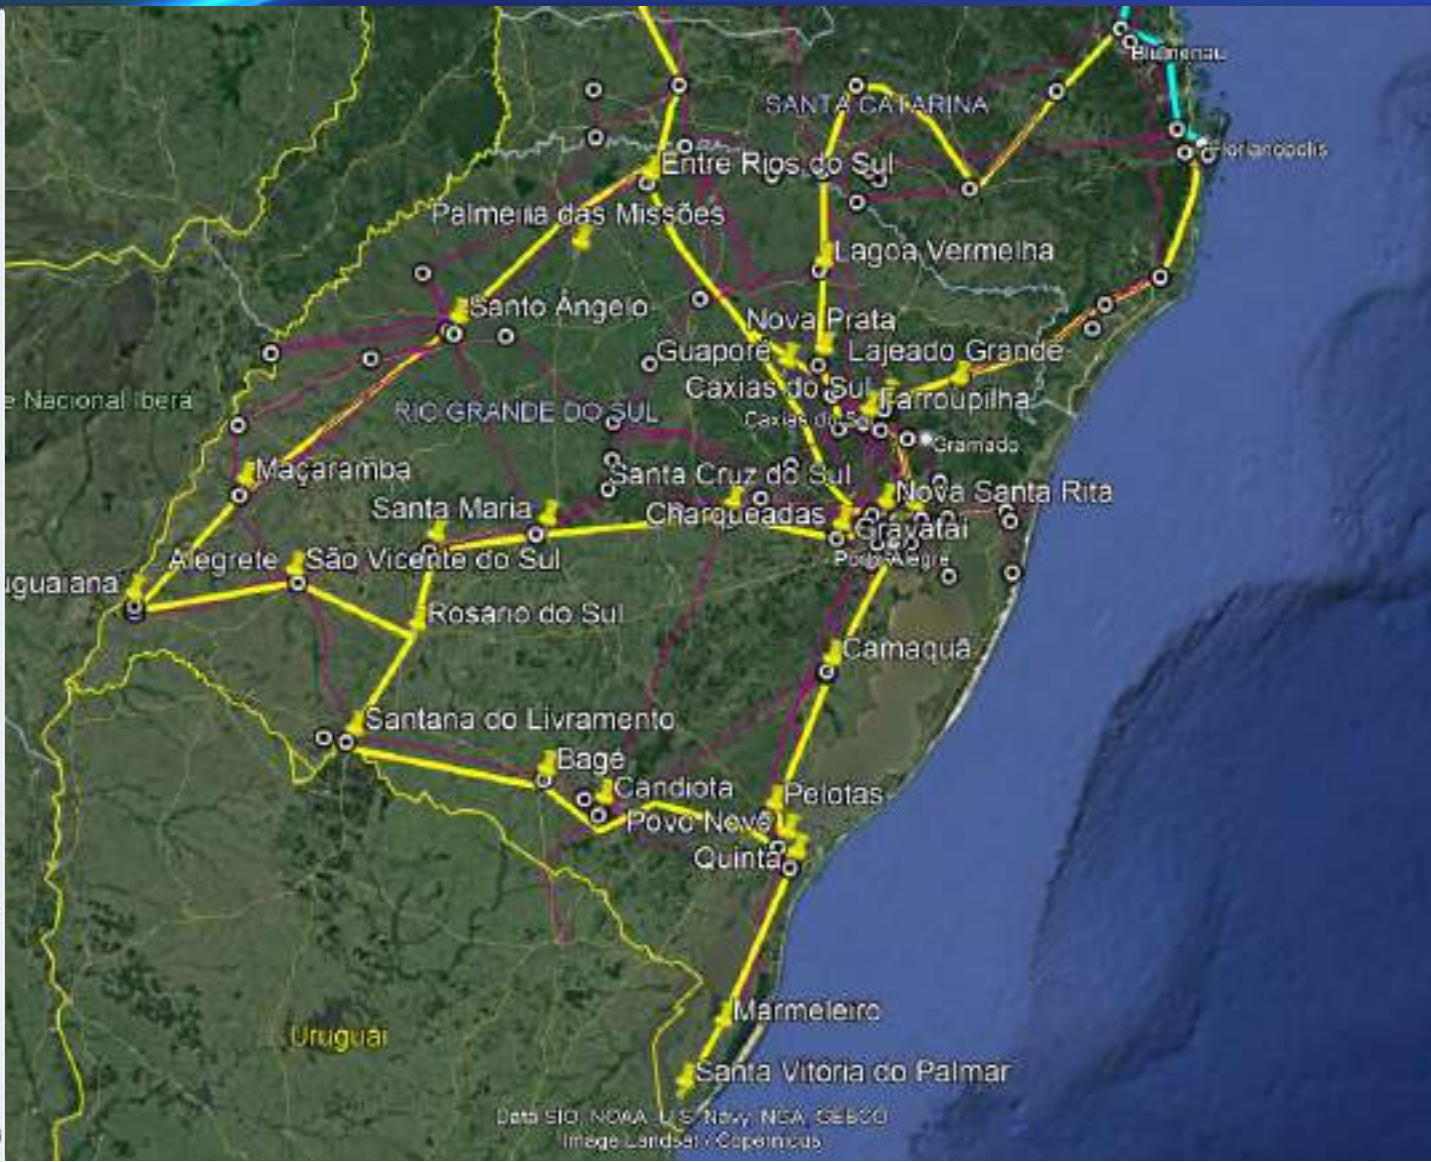 Blumenau
SANTA CATARINA
Florianópolis
Entre Rios do Sul
Palmeira das Missões
Lagoa Vermelha
Santo Ângelo
Nova Prata
Guaporé
Lajeado Grande
Caxias do Sul
Farroupilha
e Nacional Iberá
RIO GRANDE DO SUL
Caxias do Sul
Gramado
Maçaramba
Santa Cruz do Sul
Nova Santa Rita
Santa Maria
Charqueadas
Gravataí
Alegrete
São Vicente do Sul
Porto Alegre
uguaiana
Rosário do Sul
Camaquã
Santana do Livramento
Bagé
Candiota
Pelotas
Povo Novo
Quinta
Marmeleiro
Uruguai
Santa Vitória do Palmar
Data SIO, NOAA, U.S. Navy, NGA, GEBCO
Image Landsat / Copernicus